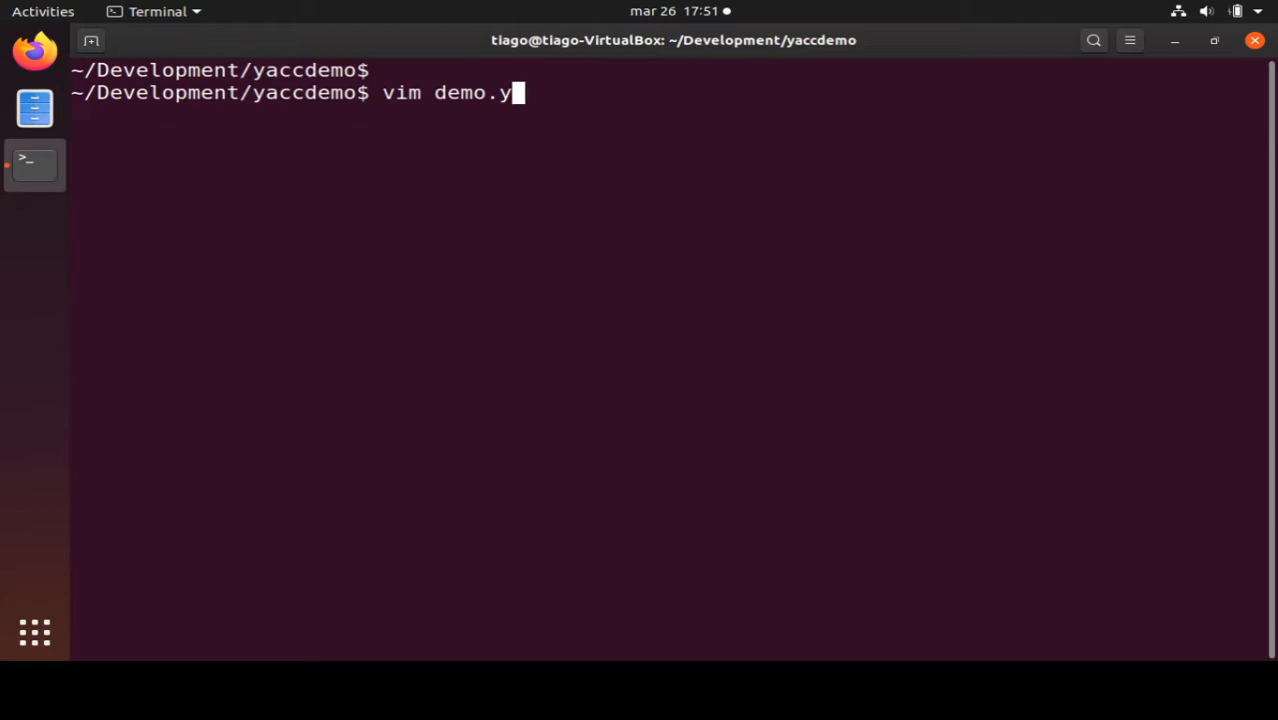 Activities Terminal mar 26 17:51
tiago@tiago-VirtualBox: ~/Development/yaccdemo
~/Development/yaccdemo$
~/Development/yaccdemo$ vim demo.y